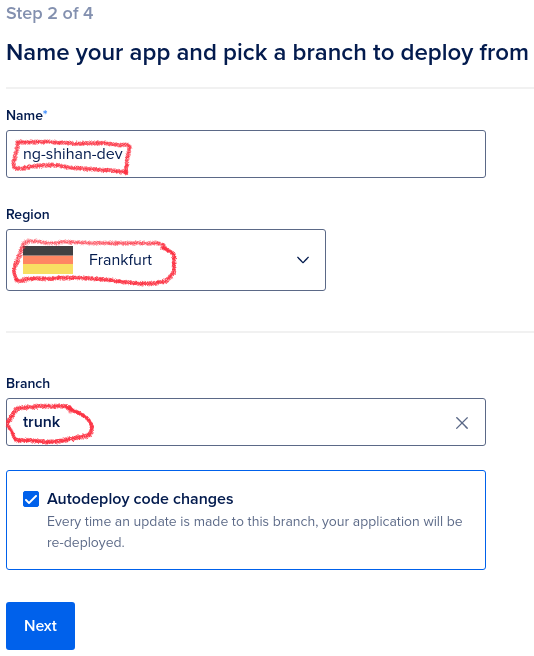 Step 2 of 4
Name your app and pick a branch to deploy from
Name*
ng-shihan-dev
Region
Frankfurt
Branch
trunk
Autodeploy code changes
Every time an update is made to this branch, your application will be
re-deployed.
Next